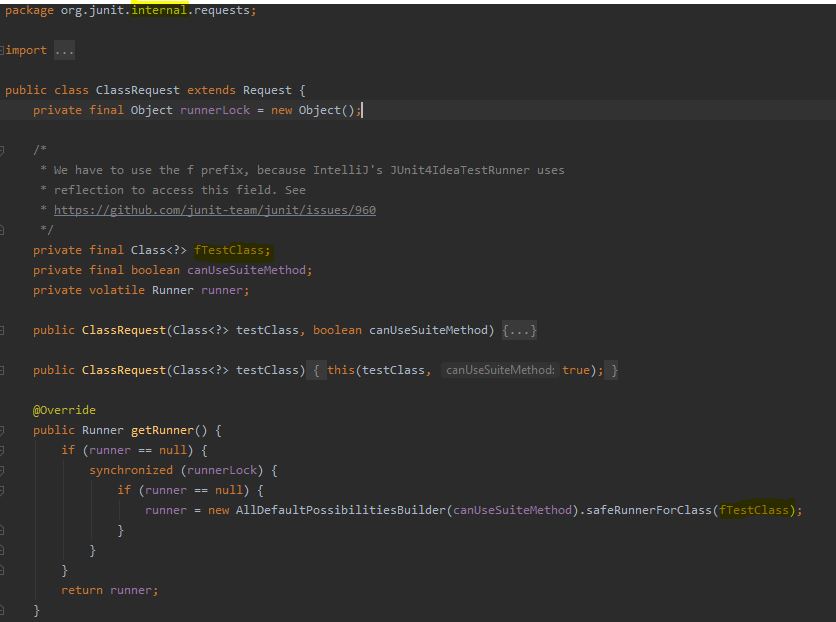 package org.junit.internal.requests;
import ...
public class ClassRequest extends Request {
private final Object runnerLock = new Object();
/*
* We have to use the f prefix, because IntelliJ's JUnit4IdeaTestRunner uses
* reflection to access this field. See
* https://github.com/junit-team/junit/issues/960
*/
private final Class<?> fTestClass;
private final boolean canUseSuiteMethod;
private volatile Runner runner;
public ClassRequest(Class<?> testClass, boolean canUseSuiteMethod) {...}
public ClassRequest(Class<?> testClass) { this(testClass, canUseSuiteMethod: true); }
@Override
public Runner getRunner() {
if (runner == null) {
synchronized (runnerLock) {
if (runner == null) {
runner = new AllDefaultPossibilitiesBuilder(canUseSuiteMethod).safeRunnerForClass(fTestClass);
}
}
}
return runner;
}